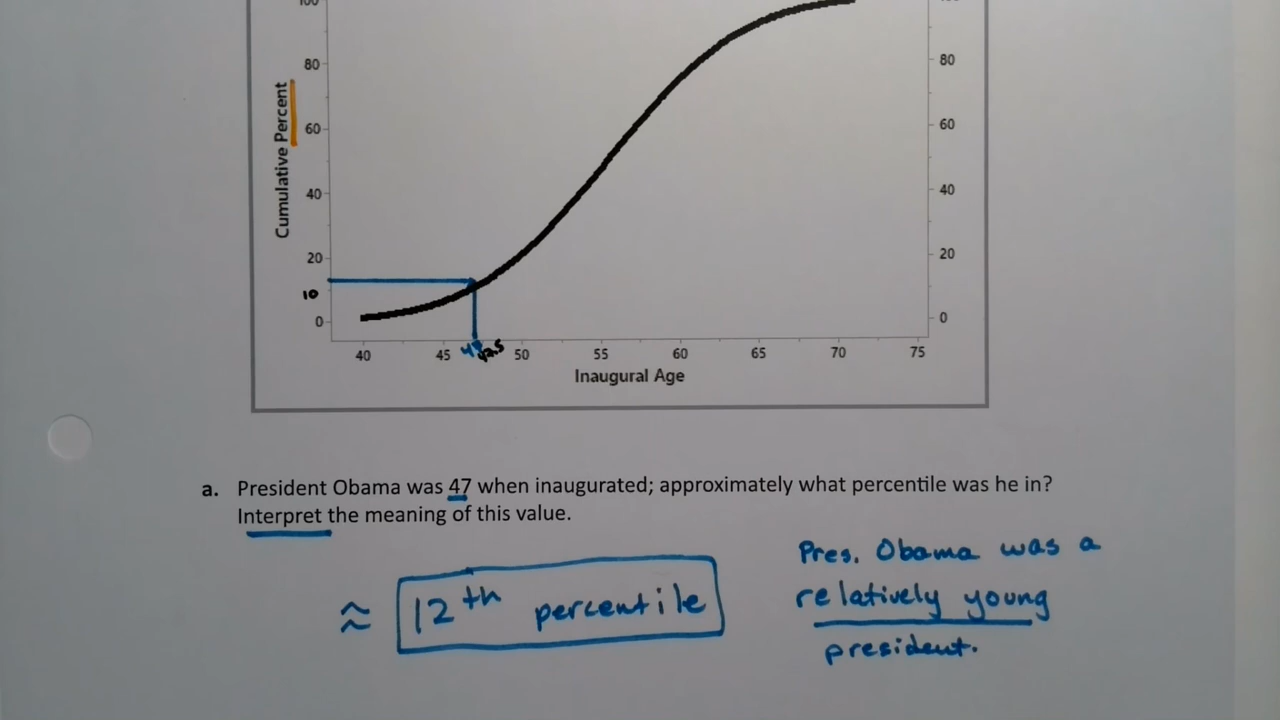 100
80 80
60 60
40 40
20 20
10
0 0
Cumulative Percent
40 45 47.5 50 55 60 65 70 75
Inaugural Age
a. President Obama was 47 when inaugurated; approximately what percentile was he in?
Interpret the meaning of this value.
≈ 12th percentile
Pres. Obama was a
relatively young
president.